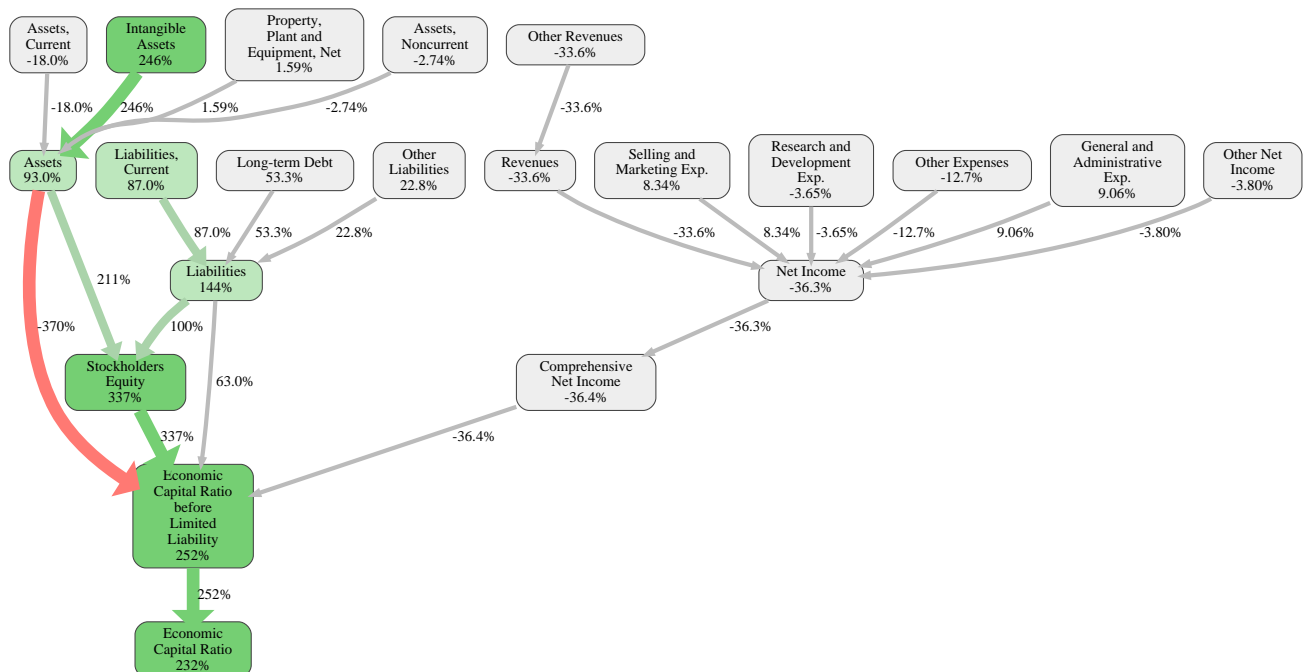 Assets,
Current
-18.0%
Intangible
Assets
246%
Property,
Plant and
Equipment, Net
1.59%
Assets,
Noncurrent
-2.74%
Other Revenues
-33.6%
-18.0%
246%
1.59%
-2.74%
-33.6%
Assets
93.0%
Liabilities,
Current
87.0%
Long-term Debt
53.3%
Other
Liabilities
22.8%
Revenues
-33.6%
Selling and
Marketing Exp.
8.34%
Research and
Development
Exp.
-3.65%
Other Expenses
-12.7%
General and
Administrative
Exp.
9.06%
Other Net
Income
-3.80%
87.0%
53.3%
22.8%
-33.6%
8.34%
-3.65%
-12.7%
9.06%
-3.80%
Liabilities
144%
Net Income
-36.3%
211%
-370%
100%
-36.3%
Stockholders
Equity
337%
63.0%
Comprehensive
Net Income
-36.4%
337%
-36.4%
Economic
Capital Ratio
before
Limited
Liability
252%
252%
Economic
Capital Ratio
232%